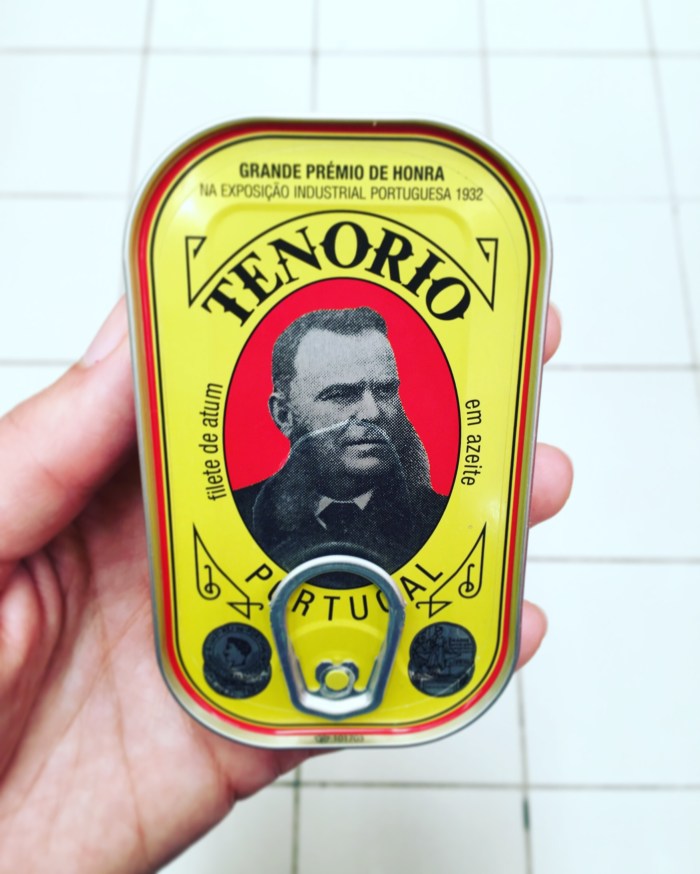 GRANDE PRÉMIO DE HONRA
NA EXPOSIÇÃO INDUSTRIAL PORTUGUESA 1932
TENORIO
filete de atum
em azeite
PORTUGAL